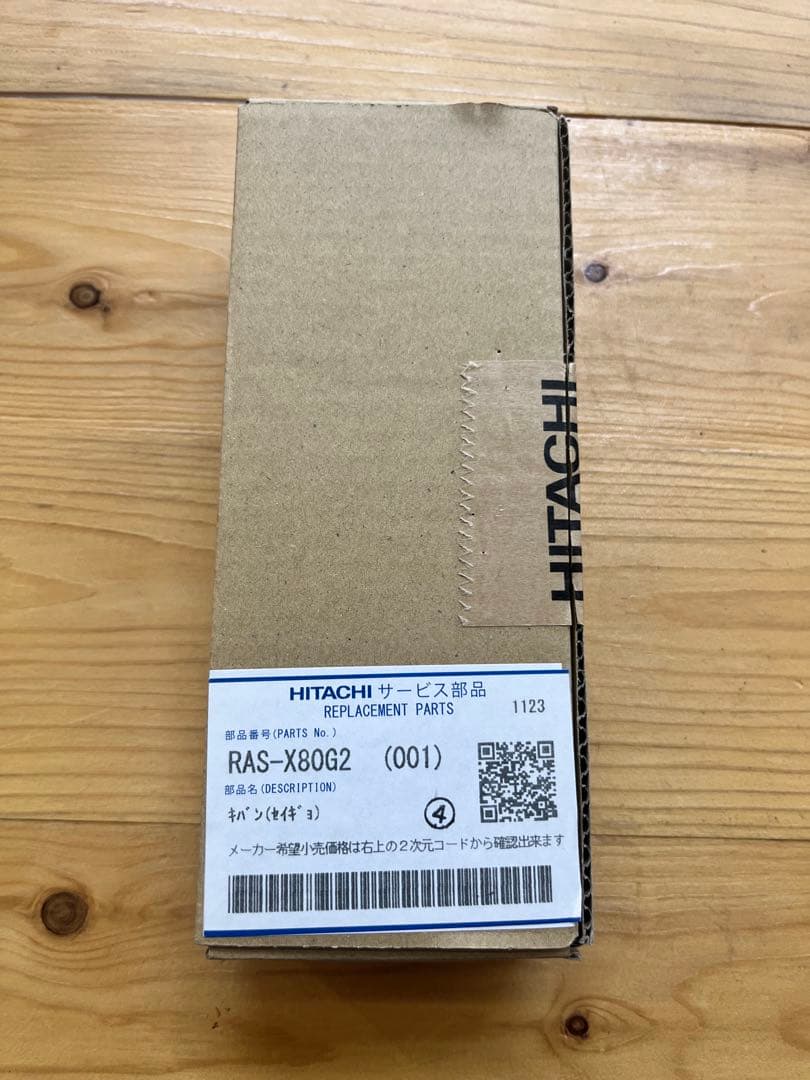 HITACHI
HITACHI サービス部品
REPLACEMENT PARTS 1123
部品番号(PARTS No.)
RAS-X80G2 (001)
部品名(DESCRIPTION)
ｷﾊﾞﾝ(ｾｲｷﾞｮ) ④
メーカー希望小売価格は右上の２次元コードから確認出来ます